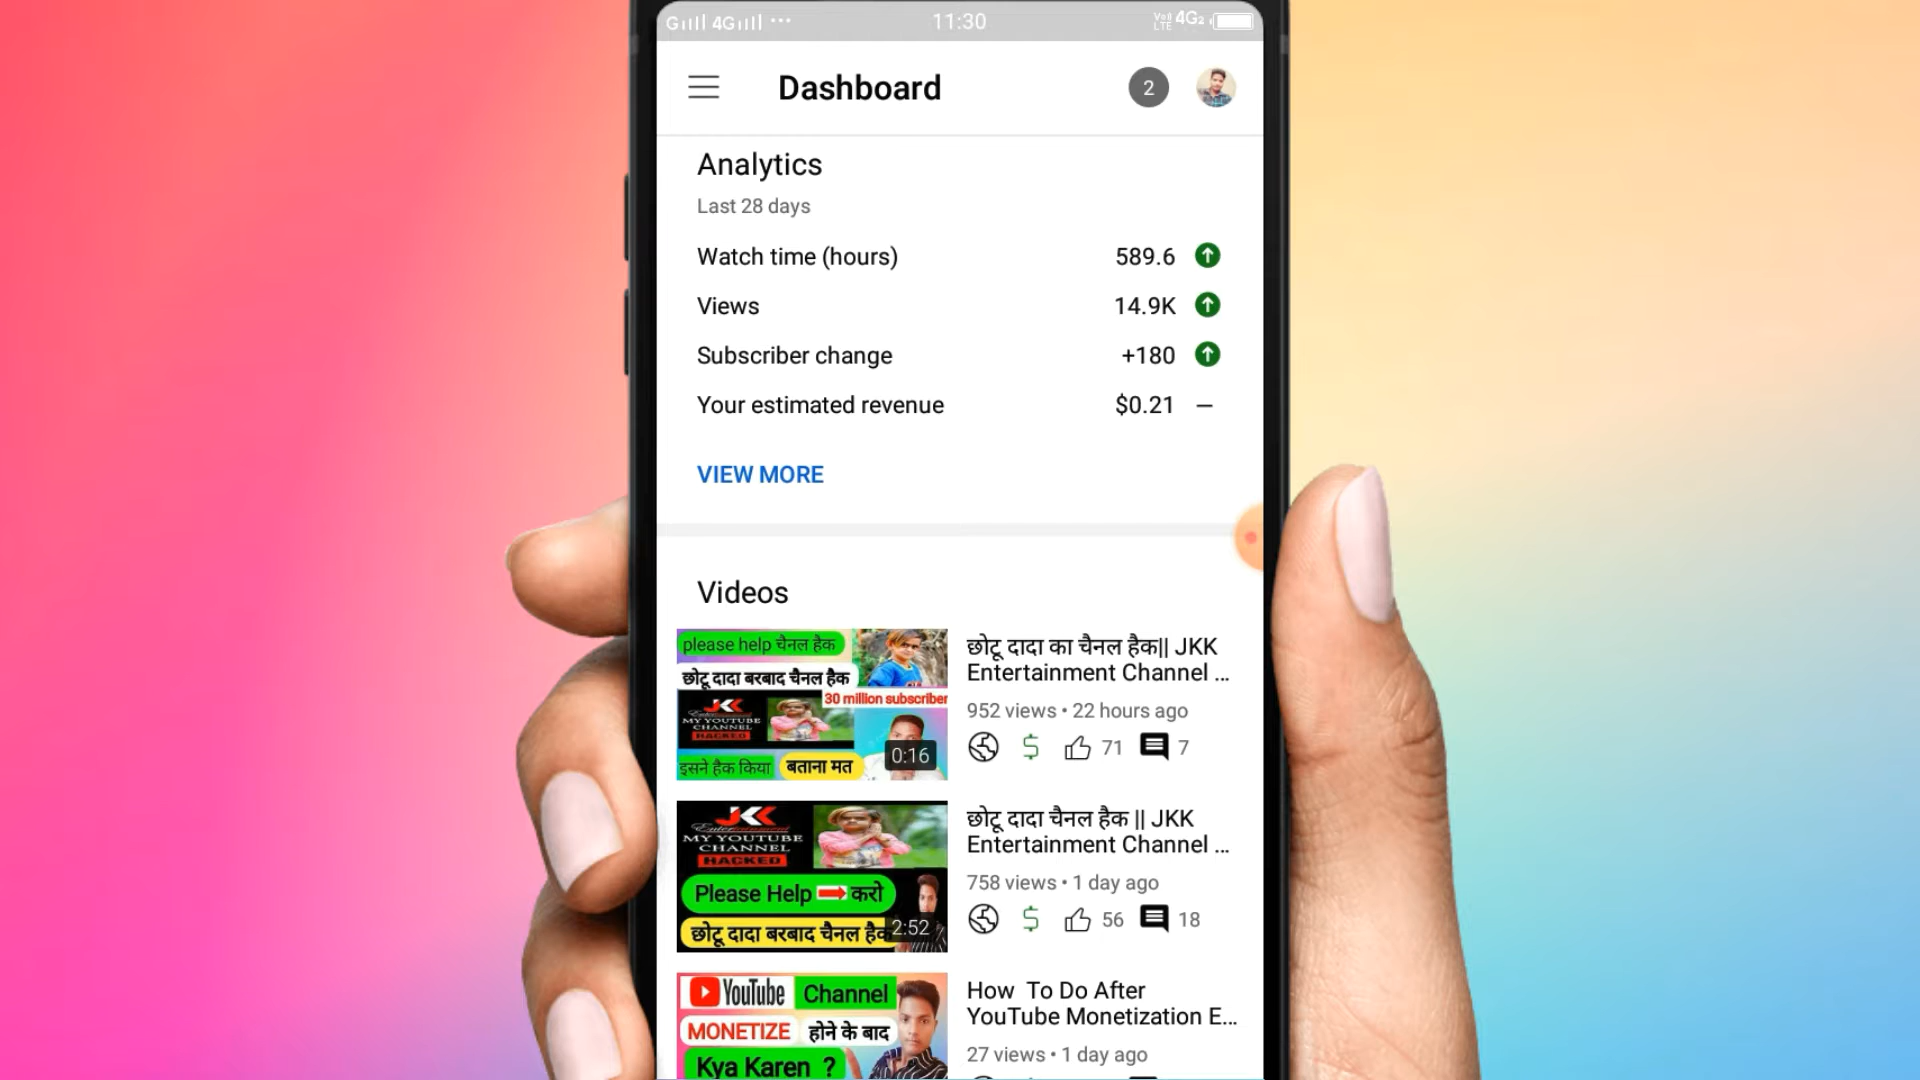 11:30
4G
Dashboard
2
Analytics
Last 28 days
Watch time (hours) 589.6
Views 14.9K
Subscriber change +180
Your estimated revenue $0.21 –
VIEW MORE
Videos
please help चैनल हैक
छोटू दादा बरबाद चैनल हैक
30 million subscriber
JKK
Entertainment
MY YOUTUBE
CHANNEL
HACKED
इसने हैक किया
बताना मत
0:16
छोटू दादा का चैनल हैक|| JKK
Entertainment Channel ...
952 views • 22 hours ago
71 7
JKK
Entertainment
MY YOUTUBE
CHANNEL
HACKED
Please Help करो
छोटू दादा बरबाद चैनल हैक
2:52
छोटू दादा चैनल हैक || JKK
Entertainment Channel ...
758 views • 1 day ago
56 18
YouTube Channel
MONETIZE होने के बाद
Kya Karen ?
How To Do After
YouTube Monetization E...
27 views • 1 day ago